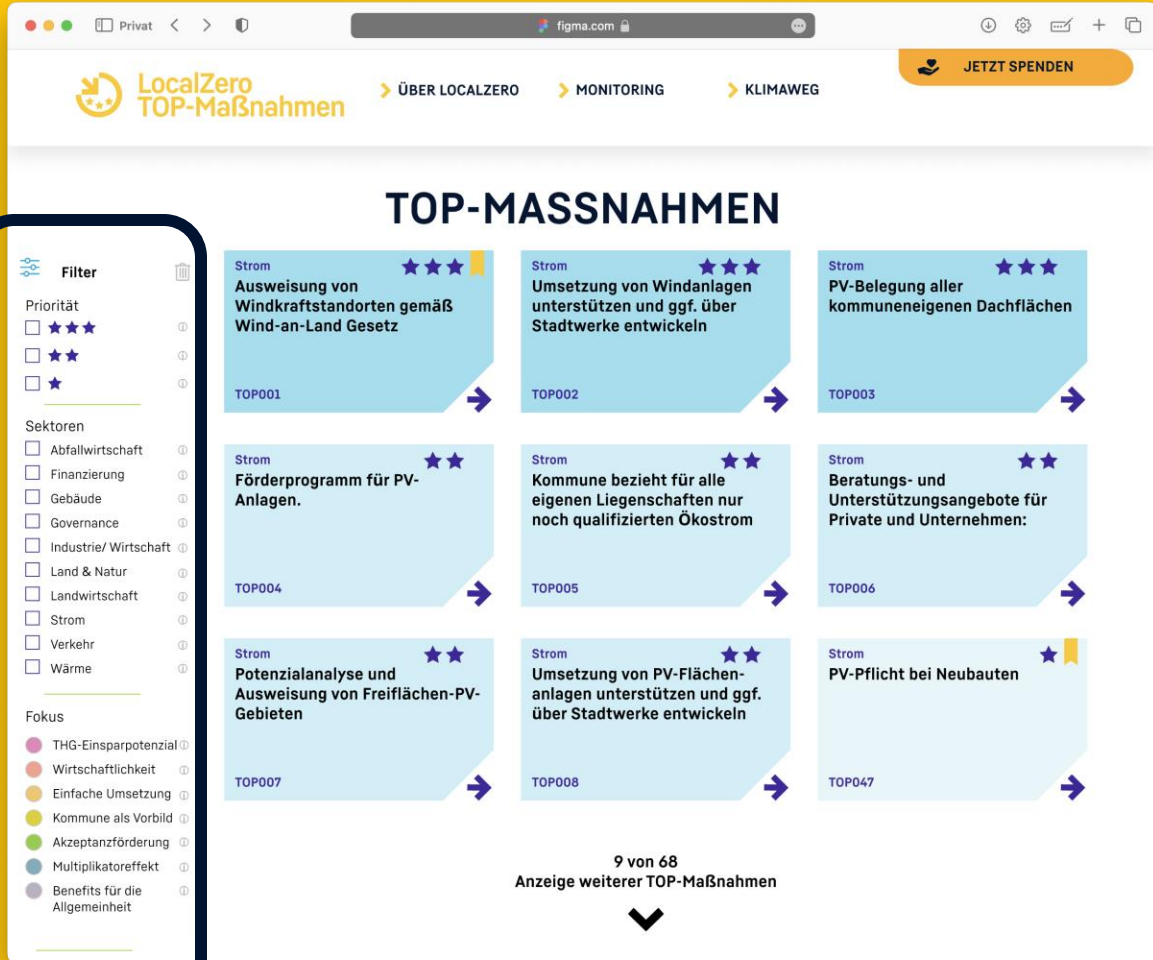 Privat
figma.com
LocalZero
TOP-Maßnahmen
ÜBER LOCALZERO
MONITORING
KLIMAWEG
JETZT SPENDEN
TOP-MASSNAHMEN
Filter
Priorität
Sektoren
Abfallwirtschaft
Finanzierung
Gebäude
Governance
Industrie/ Wirtschaft
Land & Natur
Landwirtschaft
Strom
Verkehr
Wärme
Fokus
THG-Einsparpotenzial
Wirtschaftlichkeit
Einfache Umsetzung
Kommune als Vorbild
Akzeptanzförderung
Multiplikatoreffekt
Benefits für die
Allgemeinheit
Strom
Ausweisung von
Windkraftstandorten gemäß
Wind-an-Land Gesetz
TOP001
Strom
Umsetzung von Windanlagen
unterstützen und ggf. über
Stadtwerke entwickeln
TOP002
Strom
PV-Belegung aller
kommuneneigenen Dachflächen
TOP003
Strom
Förderprogramm für PV-
Anlagen.
TOP004
Strom
Kommune bezieht für alle
eigenen Liegenschaften nur
noch qualifizierten Ökostrom
TOP005
Strom
Beratungs- und
Unterstützungsangebote für
Private und Unternehmen:
TOP006
Strom
Potenzialanalyse und
Ausweisung von Freiflächen-PV-
Gebieten
TOP007
Strom
Umsetzung von PV-Flächen-
anlagen unterstützen und ggf.
über Stadtwerke entwickeln
TOP008
Strom
PV-Pflicht bei Neubauten
TOP047
9 von 68
Anzeige weiterer TOP-Maßnahmen